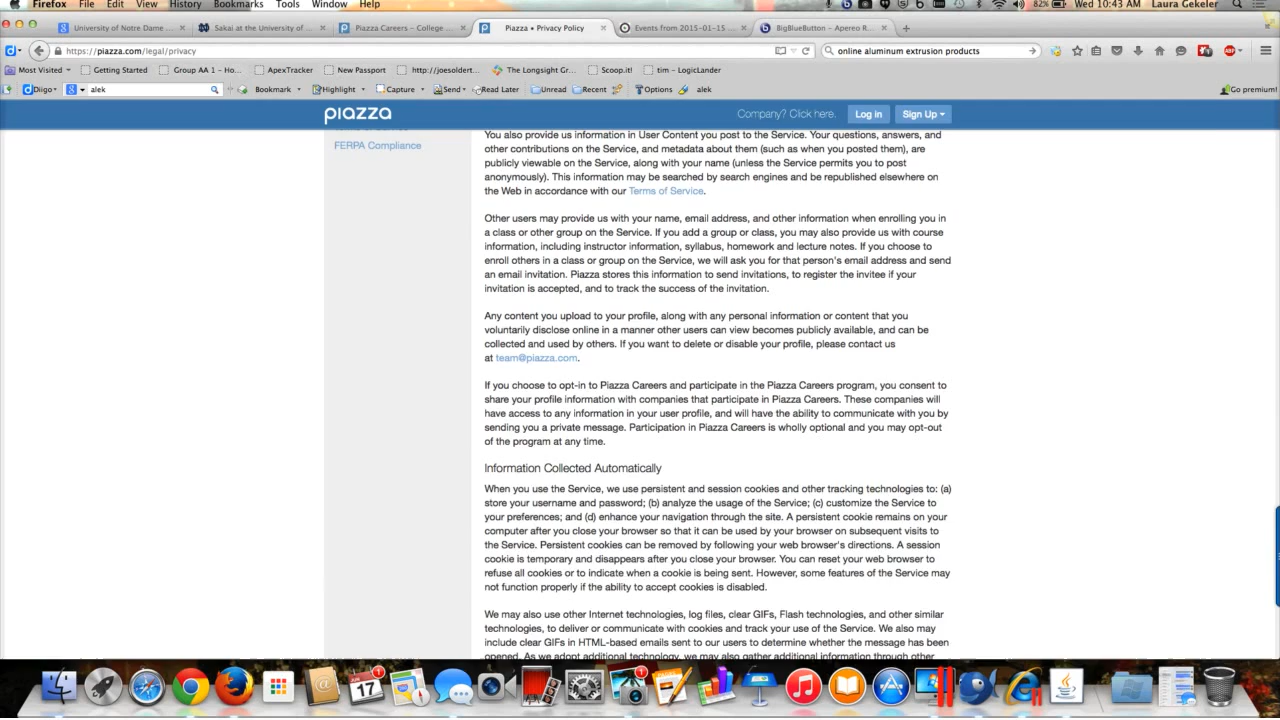 Firefox File Edit View History Bookmarks Tools Window Help 82% Wed 10:43 AM Laura Gekeler
University of Notre Dame ... Sakai at the University of Piazza Careers - College ... Piazza • Privacy Policy Events from 2015-01-15 BigBlueButton - Apereo R...
https://piazza.com/legal/privacy online aluminum extrusion products
Most Visited Getting Started Group AA 1 - Ho... ApexTracker New Passport http://joesoldert... The Longsight Gr... Scoop.it! tim - LogicLander
Diigo alek Bookmark Highlight Capture Send Read Later Unread Recent Options alek Go premium!
piazza Company? Click here. Log in Sign Up
FERPA Compliance
You also provide us information in User Content you post to the Service. Your questions, answers, and
other contributions on the Service, and metadata about them (such as when you posted them), are
publicly viewable on the Service, along with your name (unless the Service permits you to post
anonymously). This information may be searched by search engines and be republished elsewhere on
the Web in accordance with our Terms of Service.
Other users may provide us with your name, email address, and other information when enrolling you in
a class or other group on the Service. If you add a group or class, you may also provide us with course
information, including instructor information, syllabus, homework and lecture notes. If you choose to
enroll others in a class or group on the Service, we will ask you for that person's email address and send
an email invitation. Piazza stores this information to send invitations, to register the invitee if your
invitation is accepted, and to track the success of the invitation.
Any content you upload to your profile, along with any personal information or content that you
voluntarily disclose online in a manner other users can view becomes publicly available, and can be
collected and used by others. If you want to delete or disable your profile, please contact us
at team@piazza.com.
If you choose to opt-in to Piazza Careers and participate in the Piazza Careers program, you consent to
share your profile information with companies that participate in Piazza Careers. These companies will
have access to any information in your user profile, and will have the ability to communicate with you by
sending you a private message. Participation in Piazza Careers is wholly optional and you may opt-out
of the program at any time.
Information Collected Automatically
When you use the Service, we use persistent and session cookies and other tracking technologies to: (a)
store your username and password; (b) analyze the usage of the Service; (c) customize the Service to
your preferences; and (d) enhance your navigation through the site. A persistent cookie remains on your
computer after you close your browser so that it can be used by your browser on subsequent visits to
the Service. Persistent cookies can be removed by following your web browser's directions. A session
cookie is temporary and disappears after you close your browser. You can reset your web browser to
refuse all cookies or to indicate when a cookie is being sent. However, some features of the Service may
not function properly if the ability to accept cookies is disabled.
We may also use other Internet technologies, log files, clear GIFs, Flash technologies, and other similar
technologies, to deliver or communicate with cookies and track your use of the Service. We also may
include clear GIFs in HTML-based emails sent to our users to determine whether the message has been
opened. As we adopt additional technology, we may also gather additional information through other
17